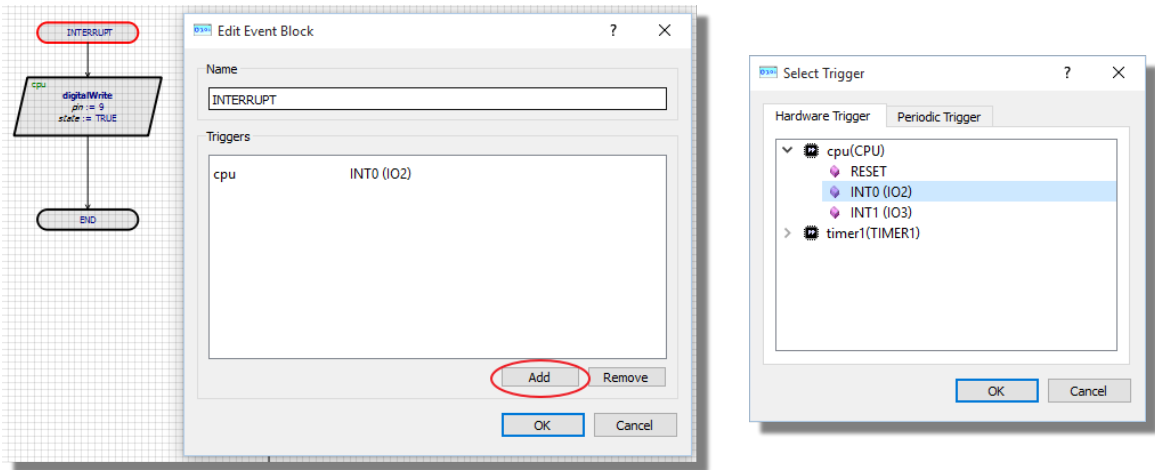 INTERRUPT
cpu
digitalWrite
pin := 9
state := TRUE
END
Edit Event Block
?
Name
INTERRUPT
Triggers
cpu INT0 (IO2)
Add Remove
OK Cancel
Select Trigger
?
Hardware Trigger Periodic Trigger
cpu(CPU)
RESET
INT0 (IO2)
INT1 (IO3)
timer1(TIMER1)
OK Cancel